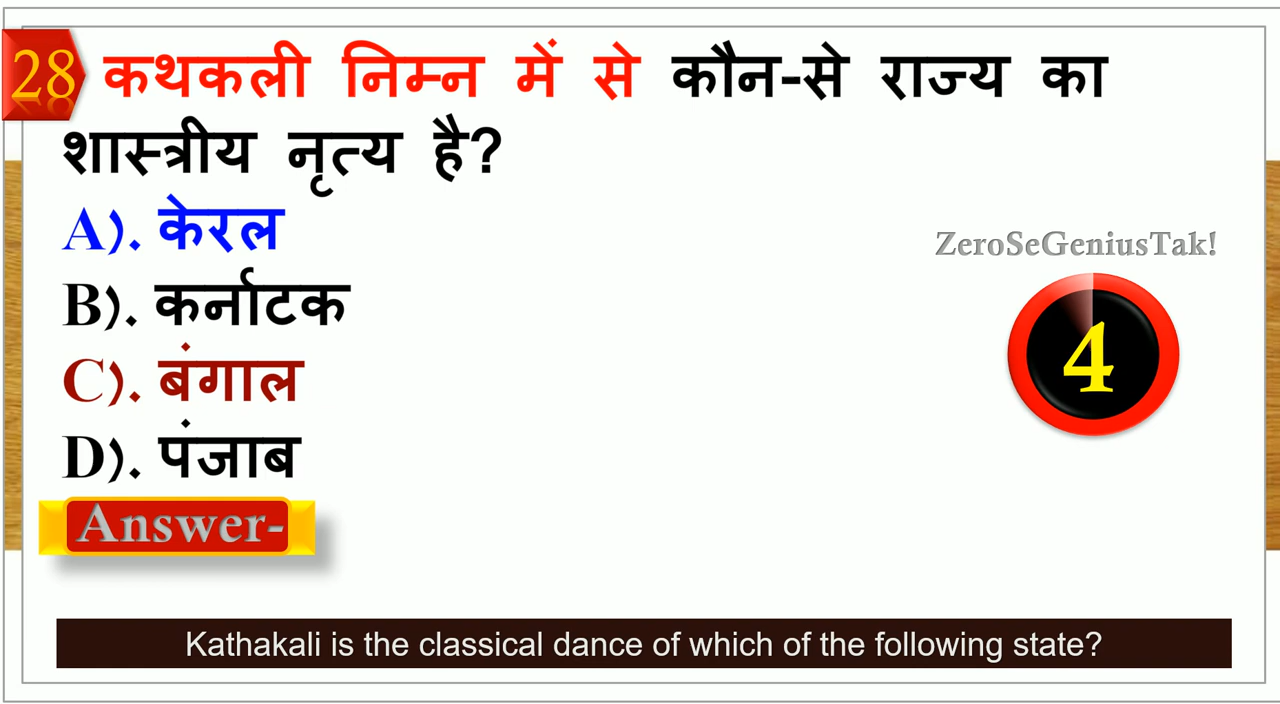 28 कथकली निम्न में से कौन-से राज्य का
शास्त्रीय नृत्य है?
A). केरल
ZeroSeGeniusTak!
B). कर्नाटक
4
C). बंगाल
D). पंजाब
Answer-
Kathakali is the classical dance of which of the following state?